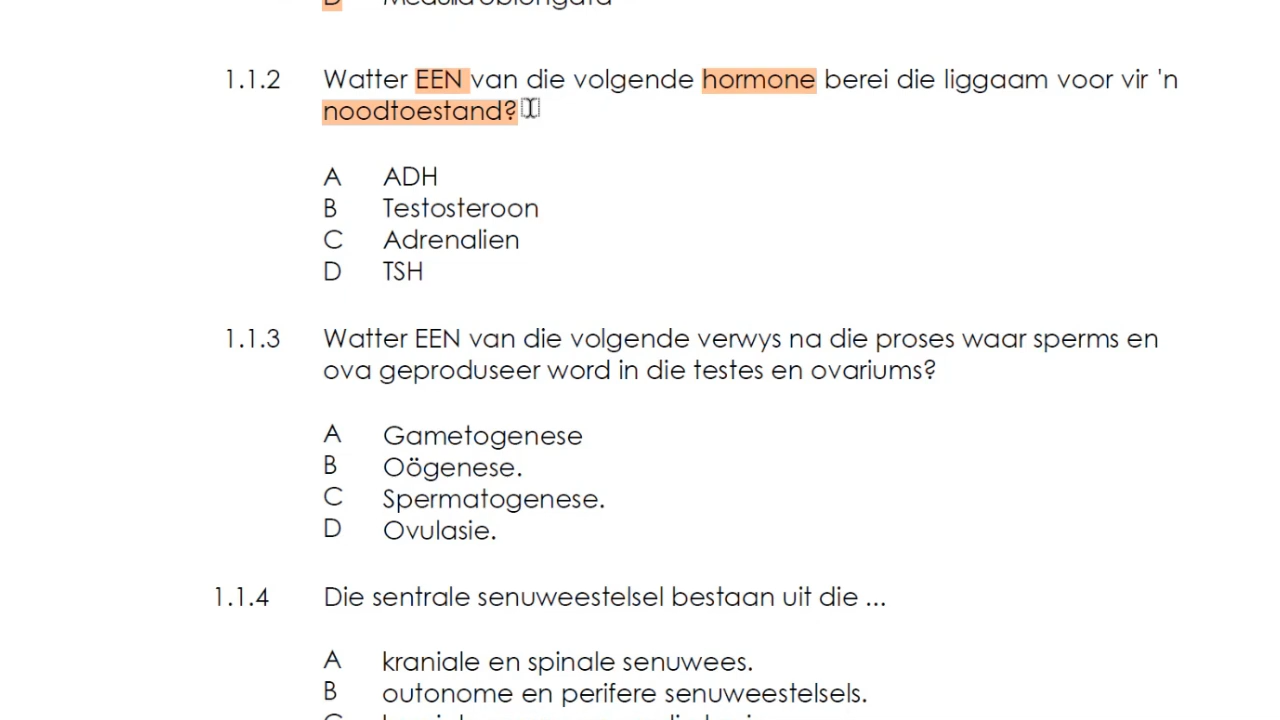 D Medulla oblongata
1.1.2 Watter EEN van die volgende hormone berei die liggaam voor vir 'n
noodtoestand?
A ADH
B Testosteroon
C Adrenalien
D TSH
1.1.3 Watter EEN van die volgende verwys na die proses waar sperms en
ova geproduseer word in die testes en ovariums?
A Gametogenese
B Oögenese.
C Spermatogenese.
D Ovulasie.
1.1.4 Die sentrale senuweestelsel bestaan uit die ...
A kraniale en spinale senuwees.
B outonome en perifere senuweestelsels.
C